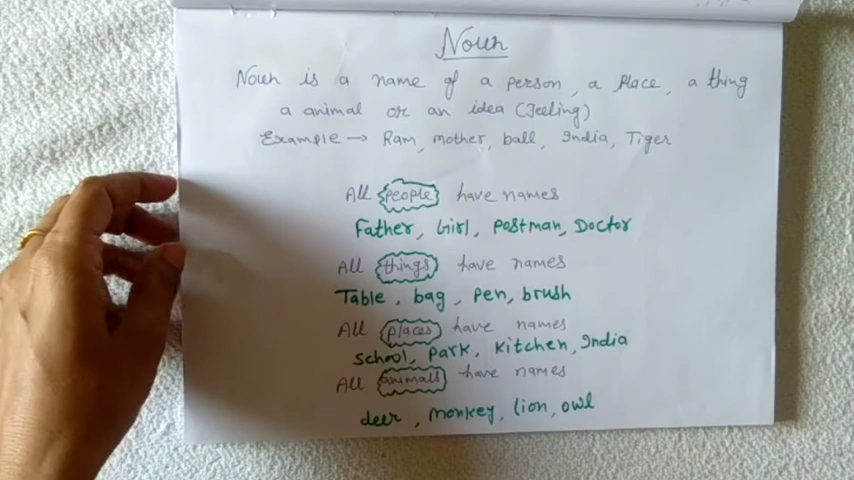 Noun
Noun is a name of a person, a place, a thing
a animal or an idea (Feeling)
Example → Ram, mother, ball, India, Tiger
All people have names
Father, Girl, Postman, Doctor
All things have names
Table, bag, pen, brush
All places have names
school, park, kitchen, India
All animals have names
deer, monkey, lion, owl